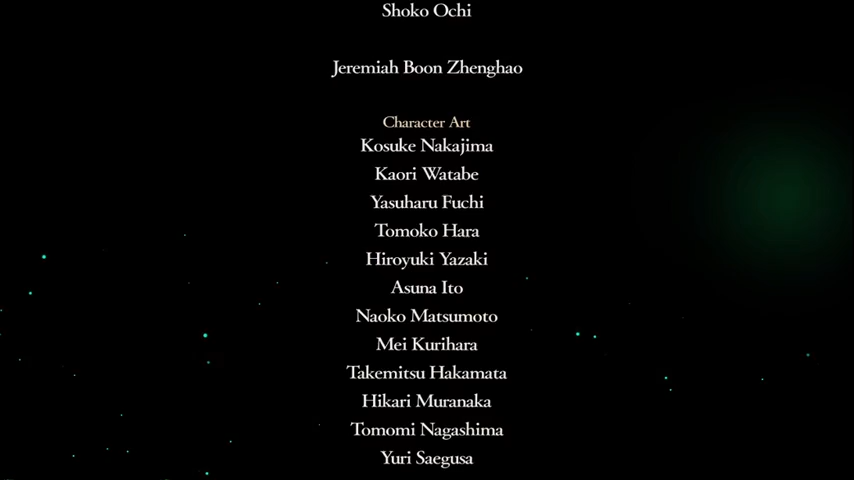 Shoko Ochi
Jeremiah Boon Zhenghao
Character Art
Kosuke Nakajima
Kaori Watabe
Yasuharu Fuchi
Tomoko Hara
Hiroyuki Yazaki
Asuna Ito
Naoko Matsumoto
Mei Kurihara
Takemitsu Hakamata
Hikari Muranaka
Tomomi Nagashima
Yuri Saegusa